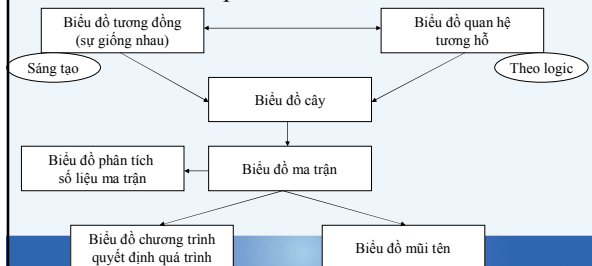 Biểu đồ tương đồng
(sự giống nhau)
Biểu đồ quan hệ
tương hỗ
Sáng tạo
Theo logic
Biểu đồ cây
Biểu đồ phân tích
số liệu ma trận
Biểu đồ ma trận
Biểu đồ chương trình
quyết định quá trình
Biểu đồ mũi tên